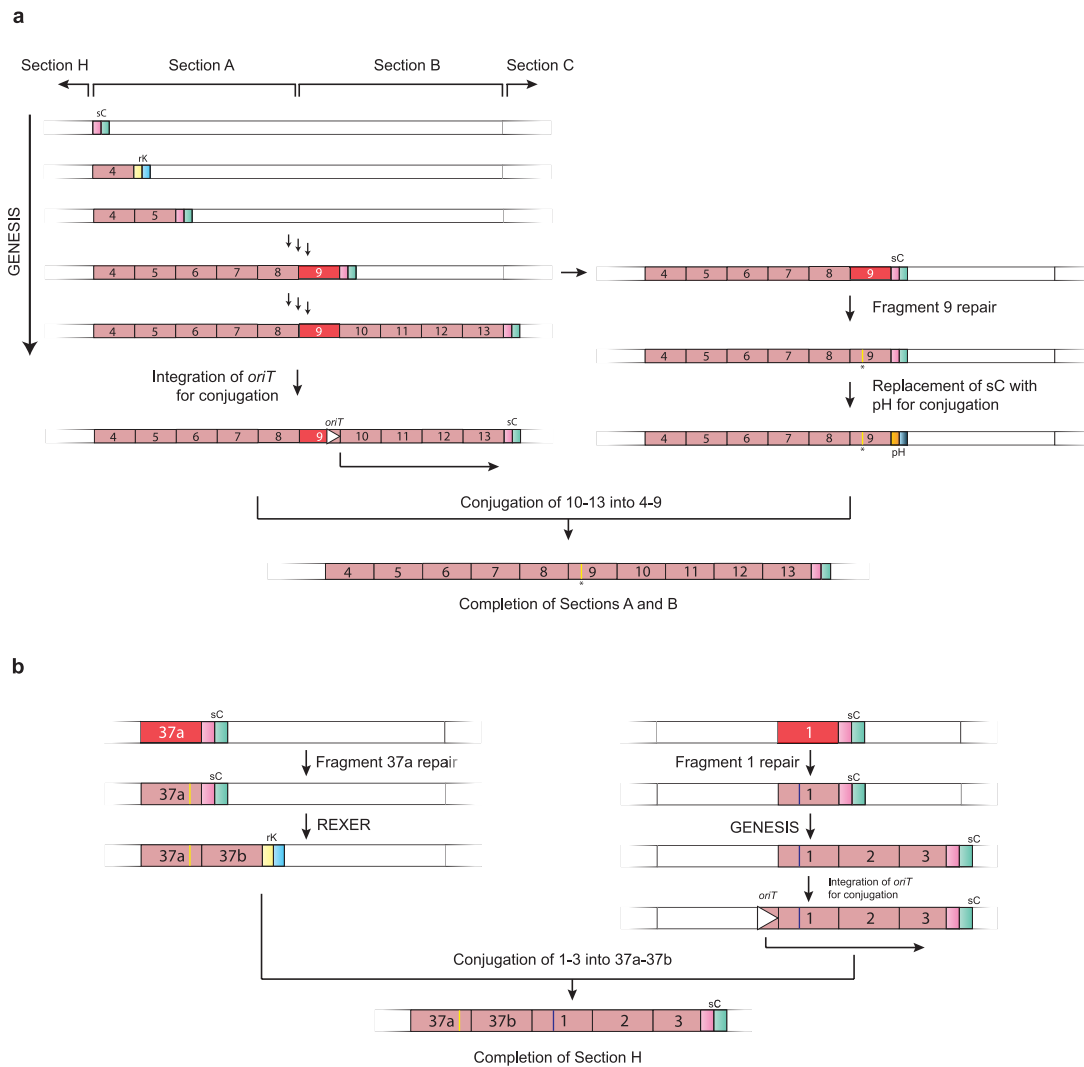 a
Section H
Section A
Section B
Section C
GENESIS
sC
rK
4
4 5
4 5 6 7 8 9
4 5 6 7 8 9 10 11 12 13
Integration of oriT
for conjugation
oriT
sC
4 5 6 7 8 9 10 11 12 13
sC
4 5 6 7 8 9
Fragment 9 repair
4 5 6 7 8 9
*
Replacement of sC with
pH for conjugation
4 5 6 7 8 9
*
pH
Conjugation of 10-13 into 4-9
4 5 6 7 8 9 10 11 12 13
*
Completion of Sections A and B
b
sC
37a
Fragment 37a repair
sC
37a
REXER
rK
37a 37b
sC
1
Fragment 1 repair
sC
1
GENESIS
sC
1 2 3
Integration of oriT
for conjugation
oriT
sC
1 2 3
Conjugation of 1-3 into 37a-37b
sC
37a 37b 1 2 3
Completion of Section H